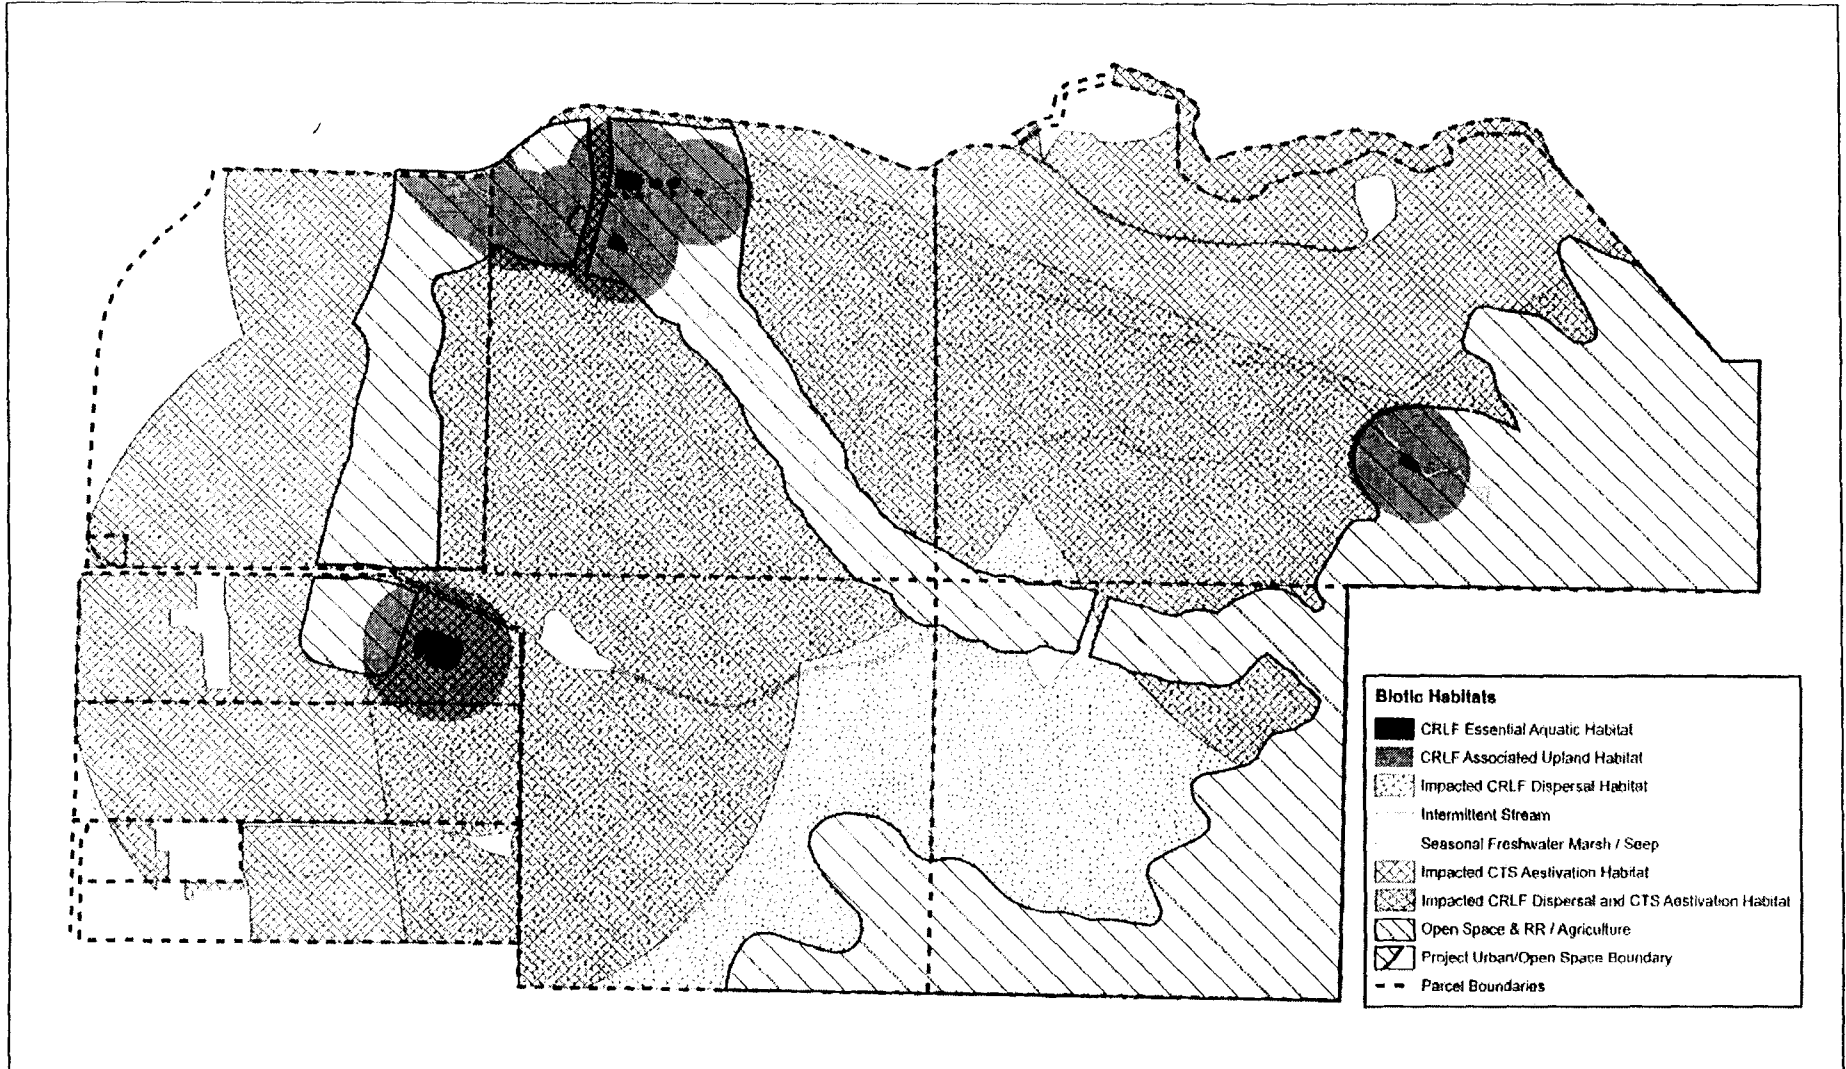 Biotic Habitats
CRLF Essential Aquatic Habitat
CRLF Associated Upland Habitat
Impacted CRLF Dispersal Habitat
Intermittent Stream
Seasonal Freshwater Marsh / Seep
Impacted CTS Aestivation Habitat
Impacted CRLF Dispersal and CTS Aestivation Habitat
Open Space & RR / Agriculture
Project Urban/Open Space Boundary
Parcel Boundaries